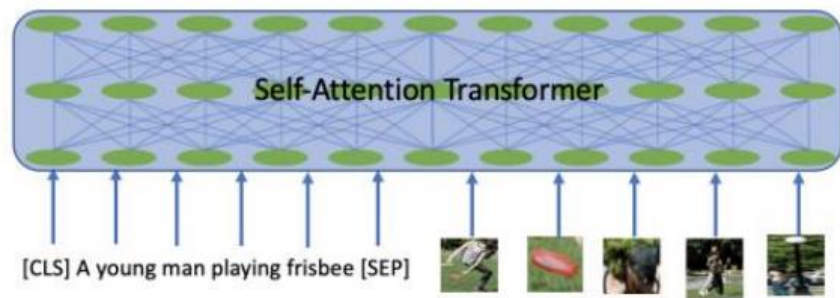 Self-Attention Transformer
[CLS] A young man playing frisbee [SEP]